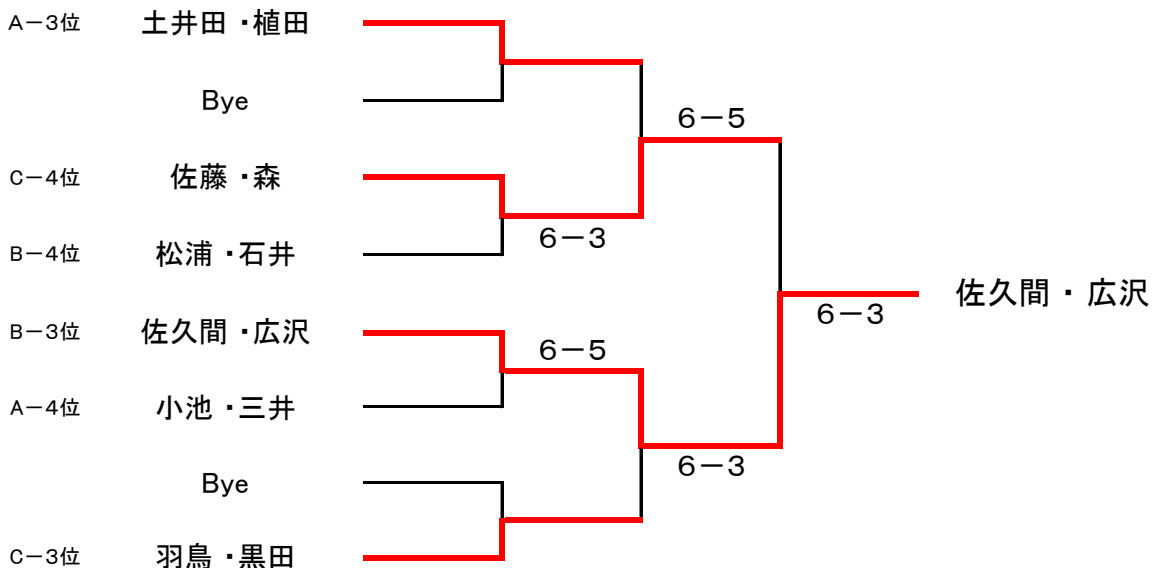 A－3位 土井田・植田
Bye
6－5
C－4位 佐藤・森
6－3
B－4位 松浦・石井
佐久間・広沢
6－3
B－3位 佐久間・広沢
6－5
A－4位 小池・三井
6－3
Bye
C－3位 羽鳥・黒田